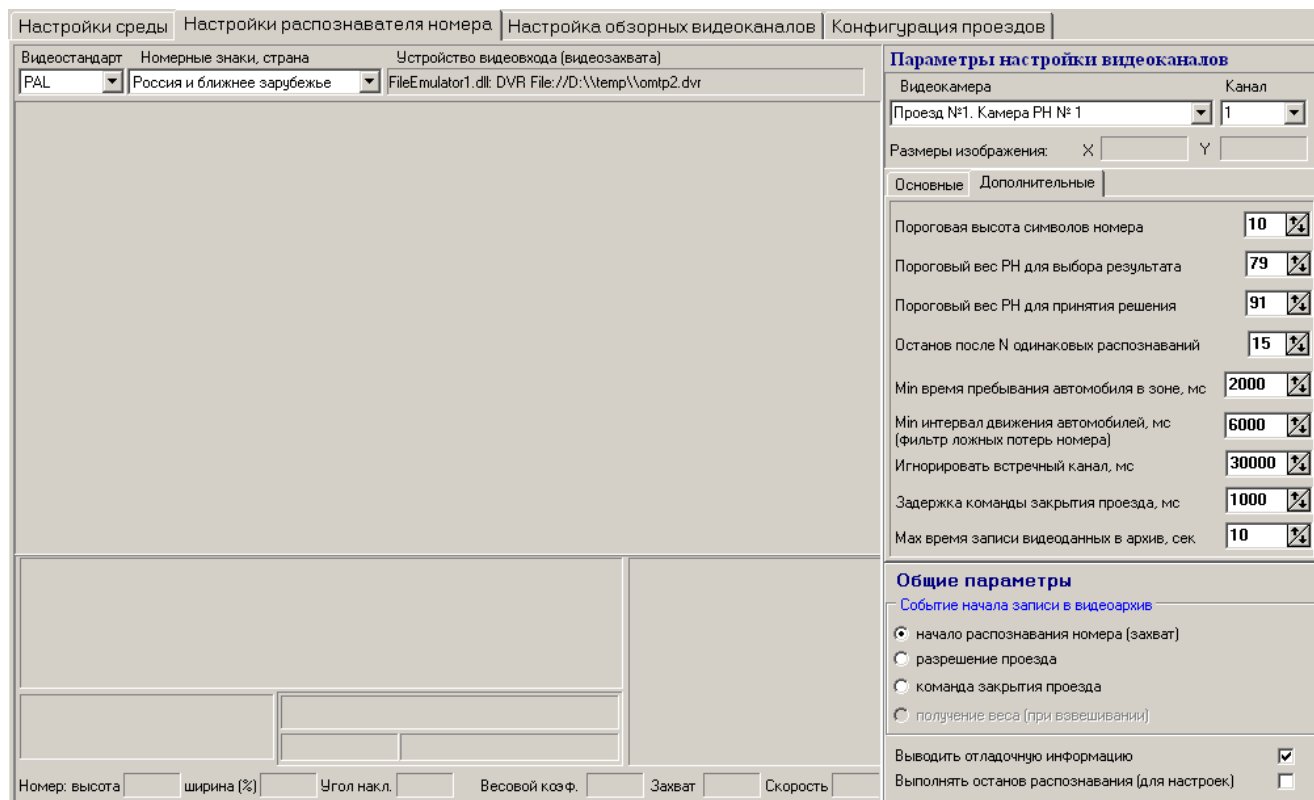 Настройки среды Настройки распознавателя номера Настройка обзорных видеоканалов Конфигурация проездов
Видеостандарт Номерные знаки, страна Устройство видеовхода (видеозахвата)
PAL Россия и ближнее зарубежье FileEmulator1.dll: DVR File://D:\\temp\\omtp2.dvr
Параметры настройки видеоканалов
Видеокамера Канал
Проезд №1. Камера РН № 1 1
Размеры изображения: X Y
Основные Дополнительные
Пороговая высота символов номера 10
Пороговый вес РН для выбора результата 79
Пороговый вес РН для принятия решения 91
Останов после N одинаковых распознаваний 15
Min время пребывания автомобиля в зоне, мс 2000
Min интервал движения автомобилей, мс 6000
(фильтр ложных потерь номера)
Игнорировать встречный канал, мс 30000
Задержка команды закрытия проезда, мс 1000
Max время записи видеоданных в архив, сек 10
Общие параметры
Событие начала записи в видеоархив
начало распознавания номера (захват)
разрешение проезда
команда закрытия проезда
получение веса (при взвешивании)
Выводить отладочную информацию
Выполнять останов распознавания (для настроек)
Номер: высота ширина (%) Угол накл. Весовой коэф. Захват Скорость